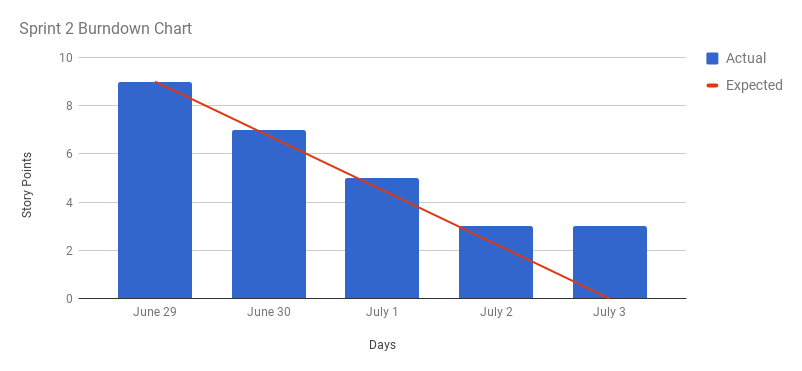 Sprint 2 Burndown Chart
Actual
Expected
Story Points
10
8
6
4
2
0
June 29 June 30 July 1 July 2 July 3
Days